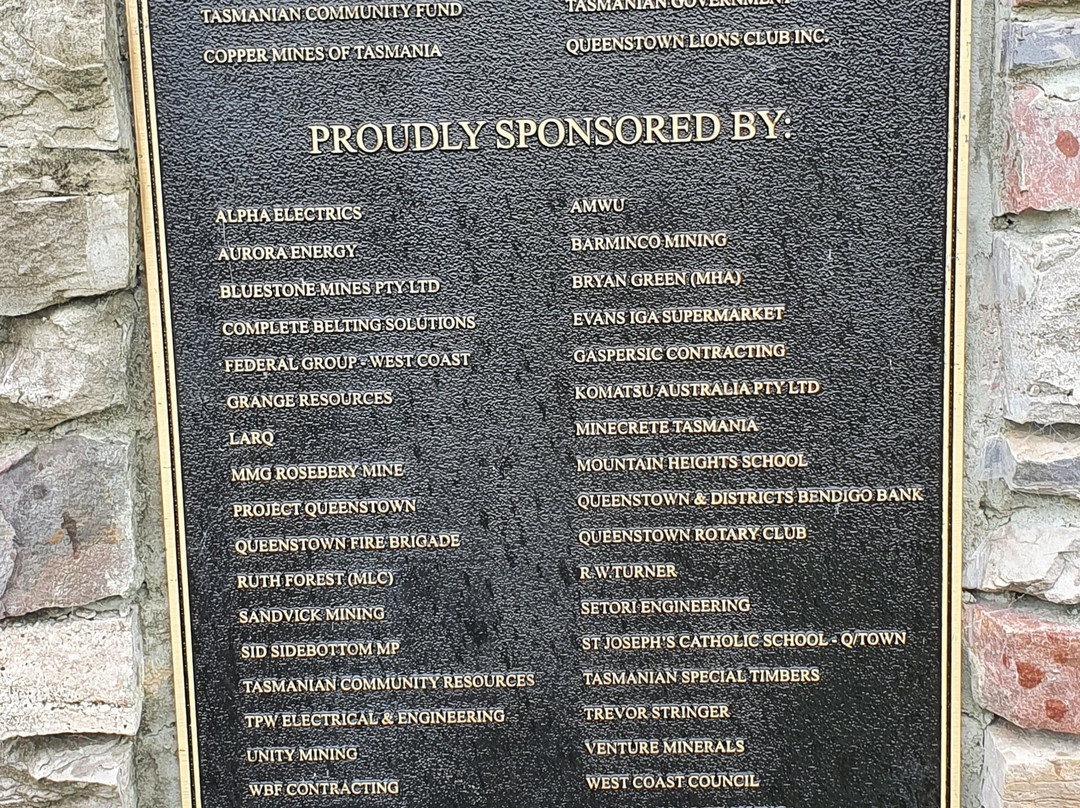 TASMANIAN COMMUNITY FUND
TASMANIAN GOVERNMENT
COPPER MINES OF TASMANIA
QUEENSTOWN LIONS CLUB INC.
PROUDLY SPONSORED BY:
ALPHA ELECTRICS
AURORA ENERGY
BLUESTONE MINES PTY LTD
COMPLETE BELTING SOLUTIONS
FEDERAL GROUP - WEST COAST
GRANGE RESOURCES
LARQ
MMG ROSEBERY MINE
PROJECT QUEENSTOWN
QUEENSTOWN FIRE BRIGADE
RUTH FOREST (MLC)
SANDVICK MINING
SID SIDEBOTTOM MP
TASMANIAN COMMUNITY RESOURCES
TPW ELECTRICAL & ENGINEERING
UNITY MINING
WBF CONTRACTING
AMWU
BARMINCO MINING
BRYAN GREEN (MHA)
EVANS IGA SUPERMARKET
GASPERSIC CONTRACTING
KOMATSU AUSTRALIA PTY LTD
MINECRETE TASMANIA
MOUNTAIN HEIGHTS SCHOOL
QUEENSTOWN & DISTRICTS BENDIGO BANK
QUEENSTOWN ROTARY CLUB
R.W.TURNER
SETORI ENGINEERING
ST JOSEPH'S CATHOLIC SCHOOL - Q/TOWN
TASMANIAN SPECIAL TIMBERS
TREVOR STRINGER
VENTURE MINERALS
WEST COAST COUNCIL